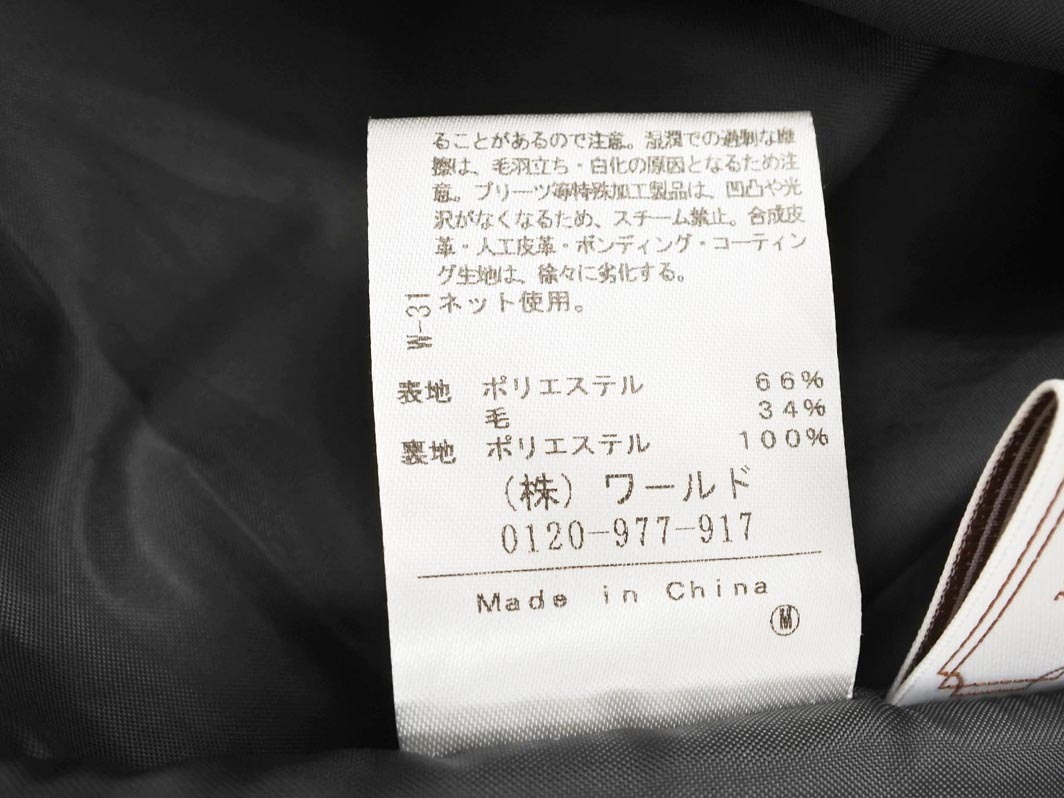 ることがあるので注意。湿潤での過剰な摩
擦は、毛羽立ち・白化の原因となるため注
意。プリーツ等特殊加工製品は、凹凸や光
沢がなくなるため、スチーム禁止。合成皮
革・人工皮革・ボンディング・コーティン
グ生地は、徐々に劣化する。
ネット使用。
W-31
表地 ポリエステル 66%
毛 34%
裏地 ポリエステル 100%
(株) ワールド
0120-977-917
Made in China
M